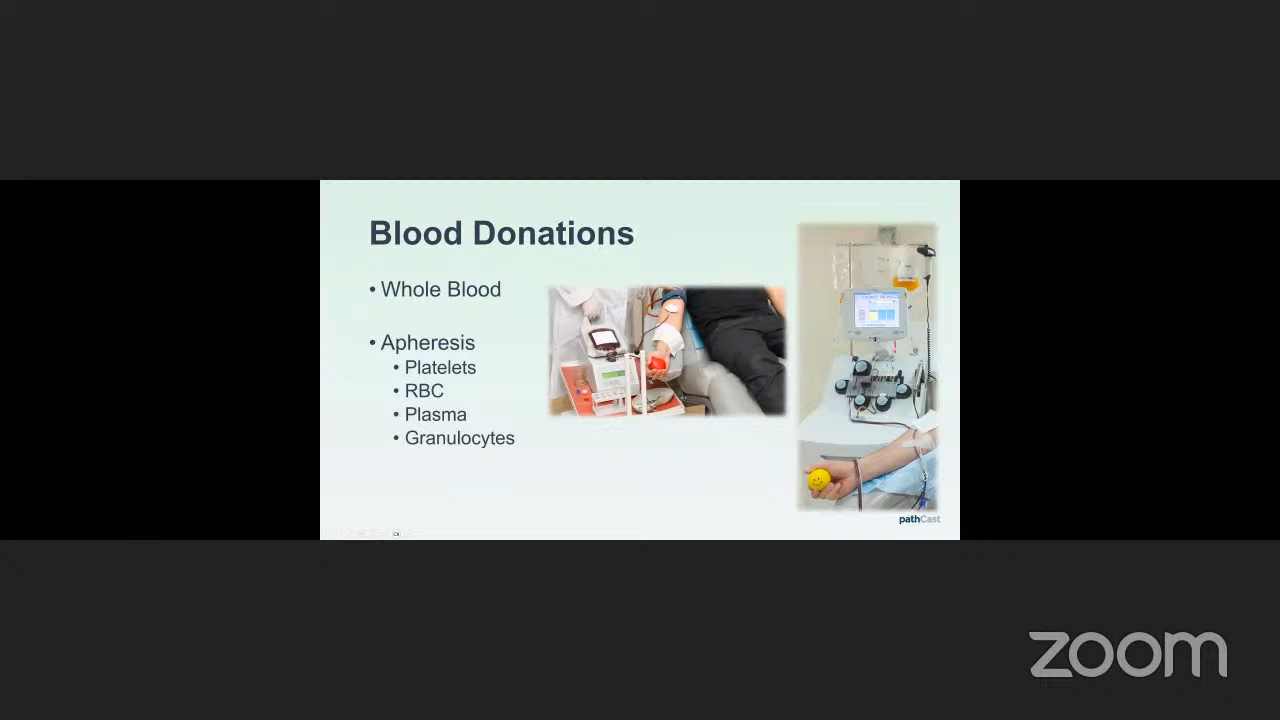 Blood Donations
• Whole Blood
• Apheresis
• Platelets
• RBC
• Plasma
• Granulocytes
pathCast
zoom